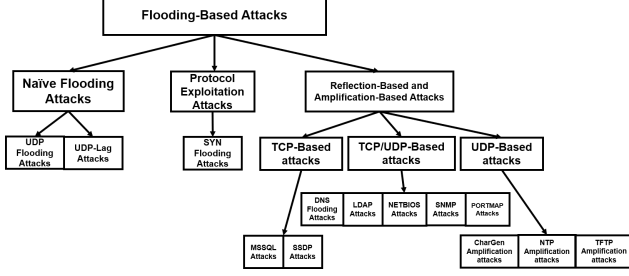 Flooding-Based Attacks
Naïve Flooding
Attacks
Protocol
Exploitation
Attacks
Reflection-Based and
Amplification-Based Attacks
UDP
Flooding
Attacks
UDP-Lag
Attacks
SYN
Flooding
Attacks
TCP-Based
attacks
TCP/UDP-Based
attacks
UDP-Based
attacks
DNS
Flooding
Attacks
LDAP
Attacks
NETBIOS
Attacks
SNMP
Attacks
PORTMAP
Attacks
MSSQL
Attacks
SSDP
Attacks
CharGen
Amplification
attacks
NTP
Amplification
attacks
TFTP
Amplification
attacks